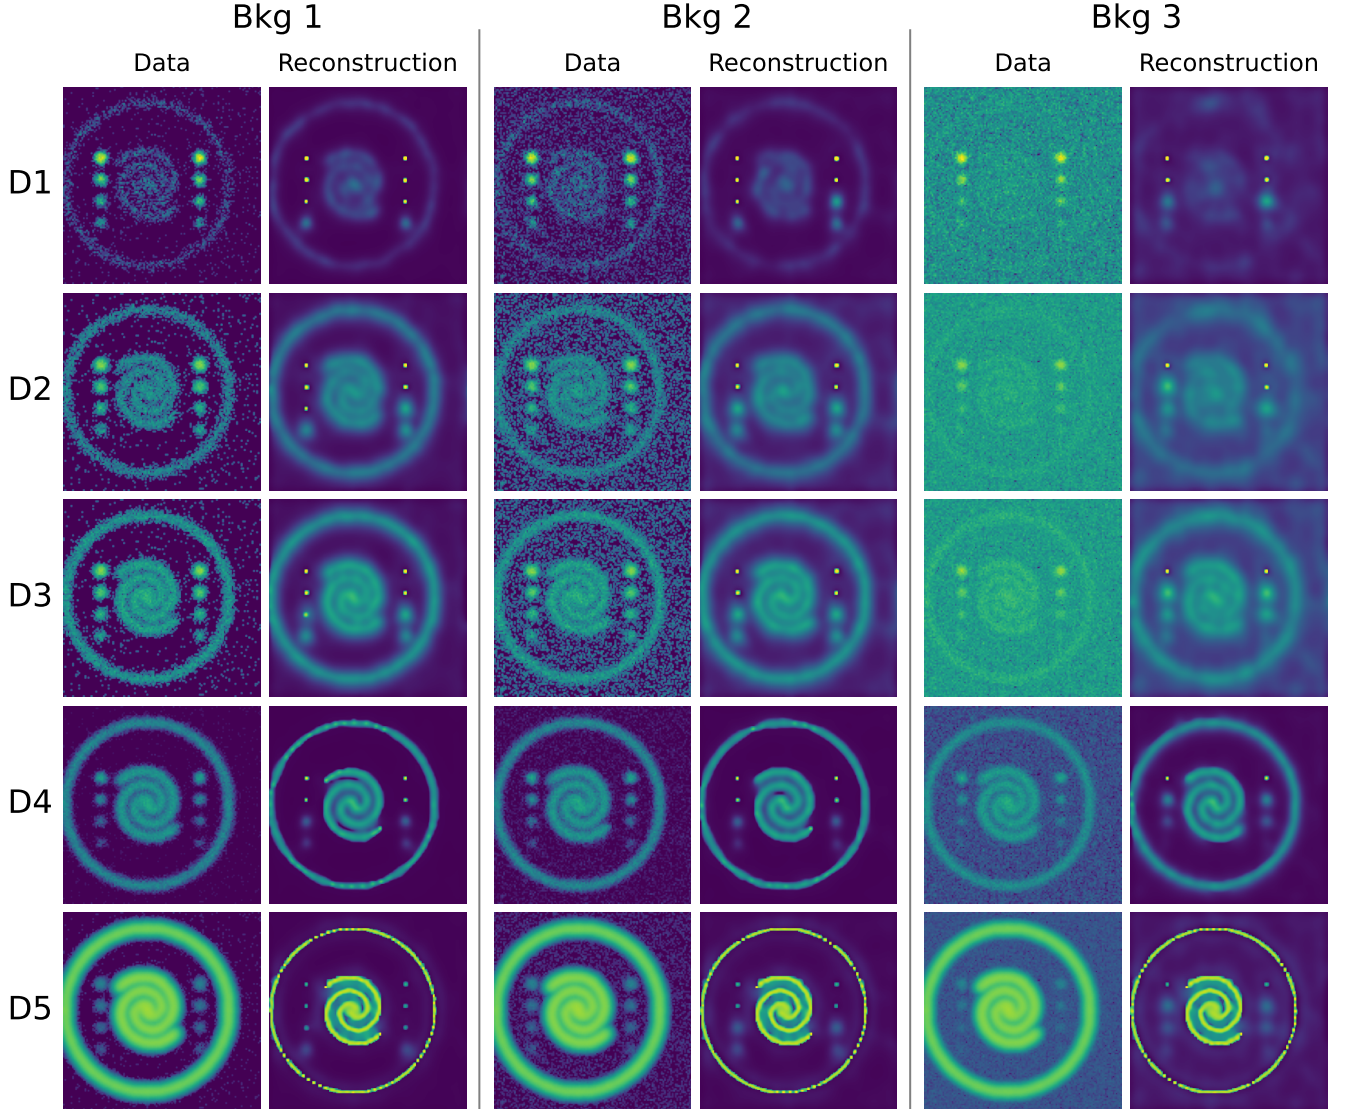 Bkg 1 Bkg 2 Bkg 3
Data Reconstruction Data Reconstruction Data Reconstruction
D1
D2
D3
D4
D5